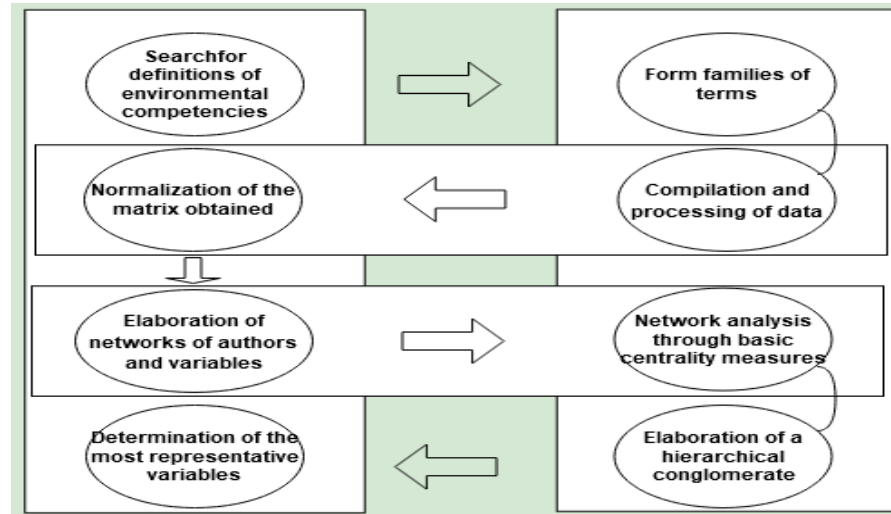 Searchfor
definitions of
environmental
competencies
Form families of
terms
Normalization of the
matrix obtained
Compilation and
processing of data
Elaboration of
networks of authors
and variables
Network analysis
through basic
centrality measures
Determination of the
most representative
variables
Elaboration of a
hierarchical
conglomerate